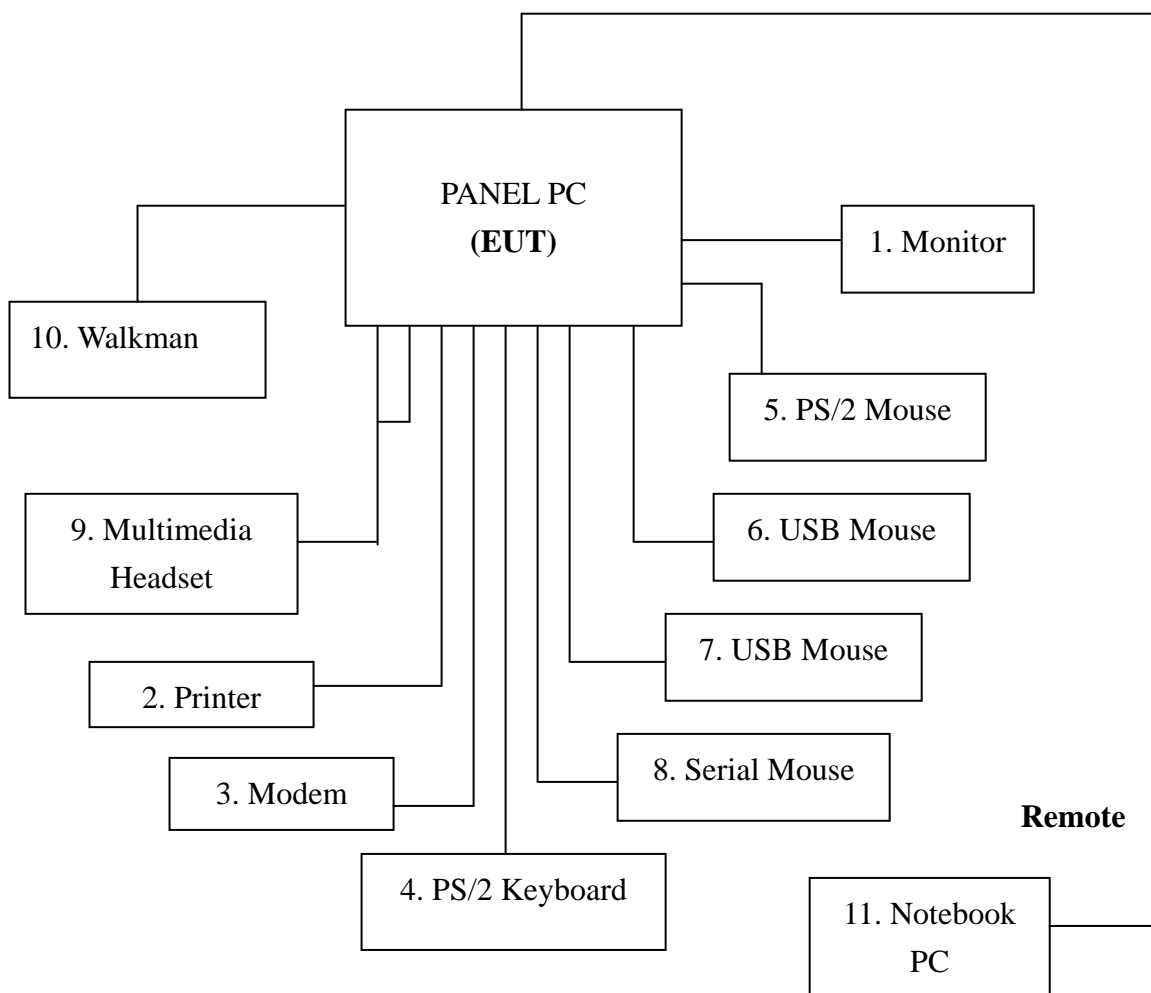 PANEL PC
(EUT)
1. Monitor
10. Walkman
5. PS/2 Mouse
9. Multimedia
Headset
6. USB Mouse
7. USB Mouse
2. Printer
8. Serial Mouse
3. Modem
Remote
4. PS/2 Keyboard
11. Notebook
PC